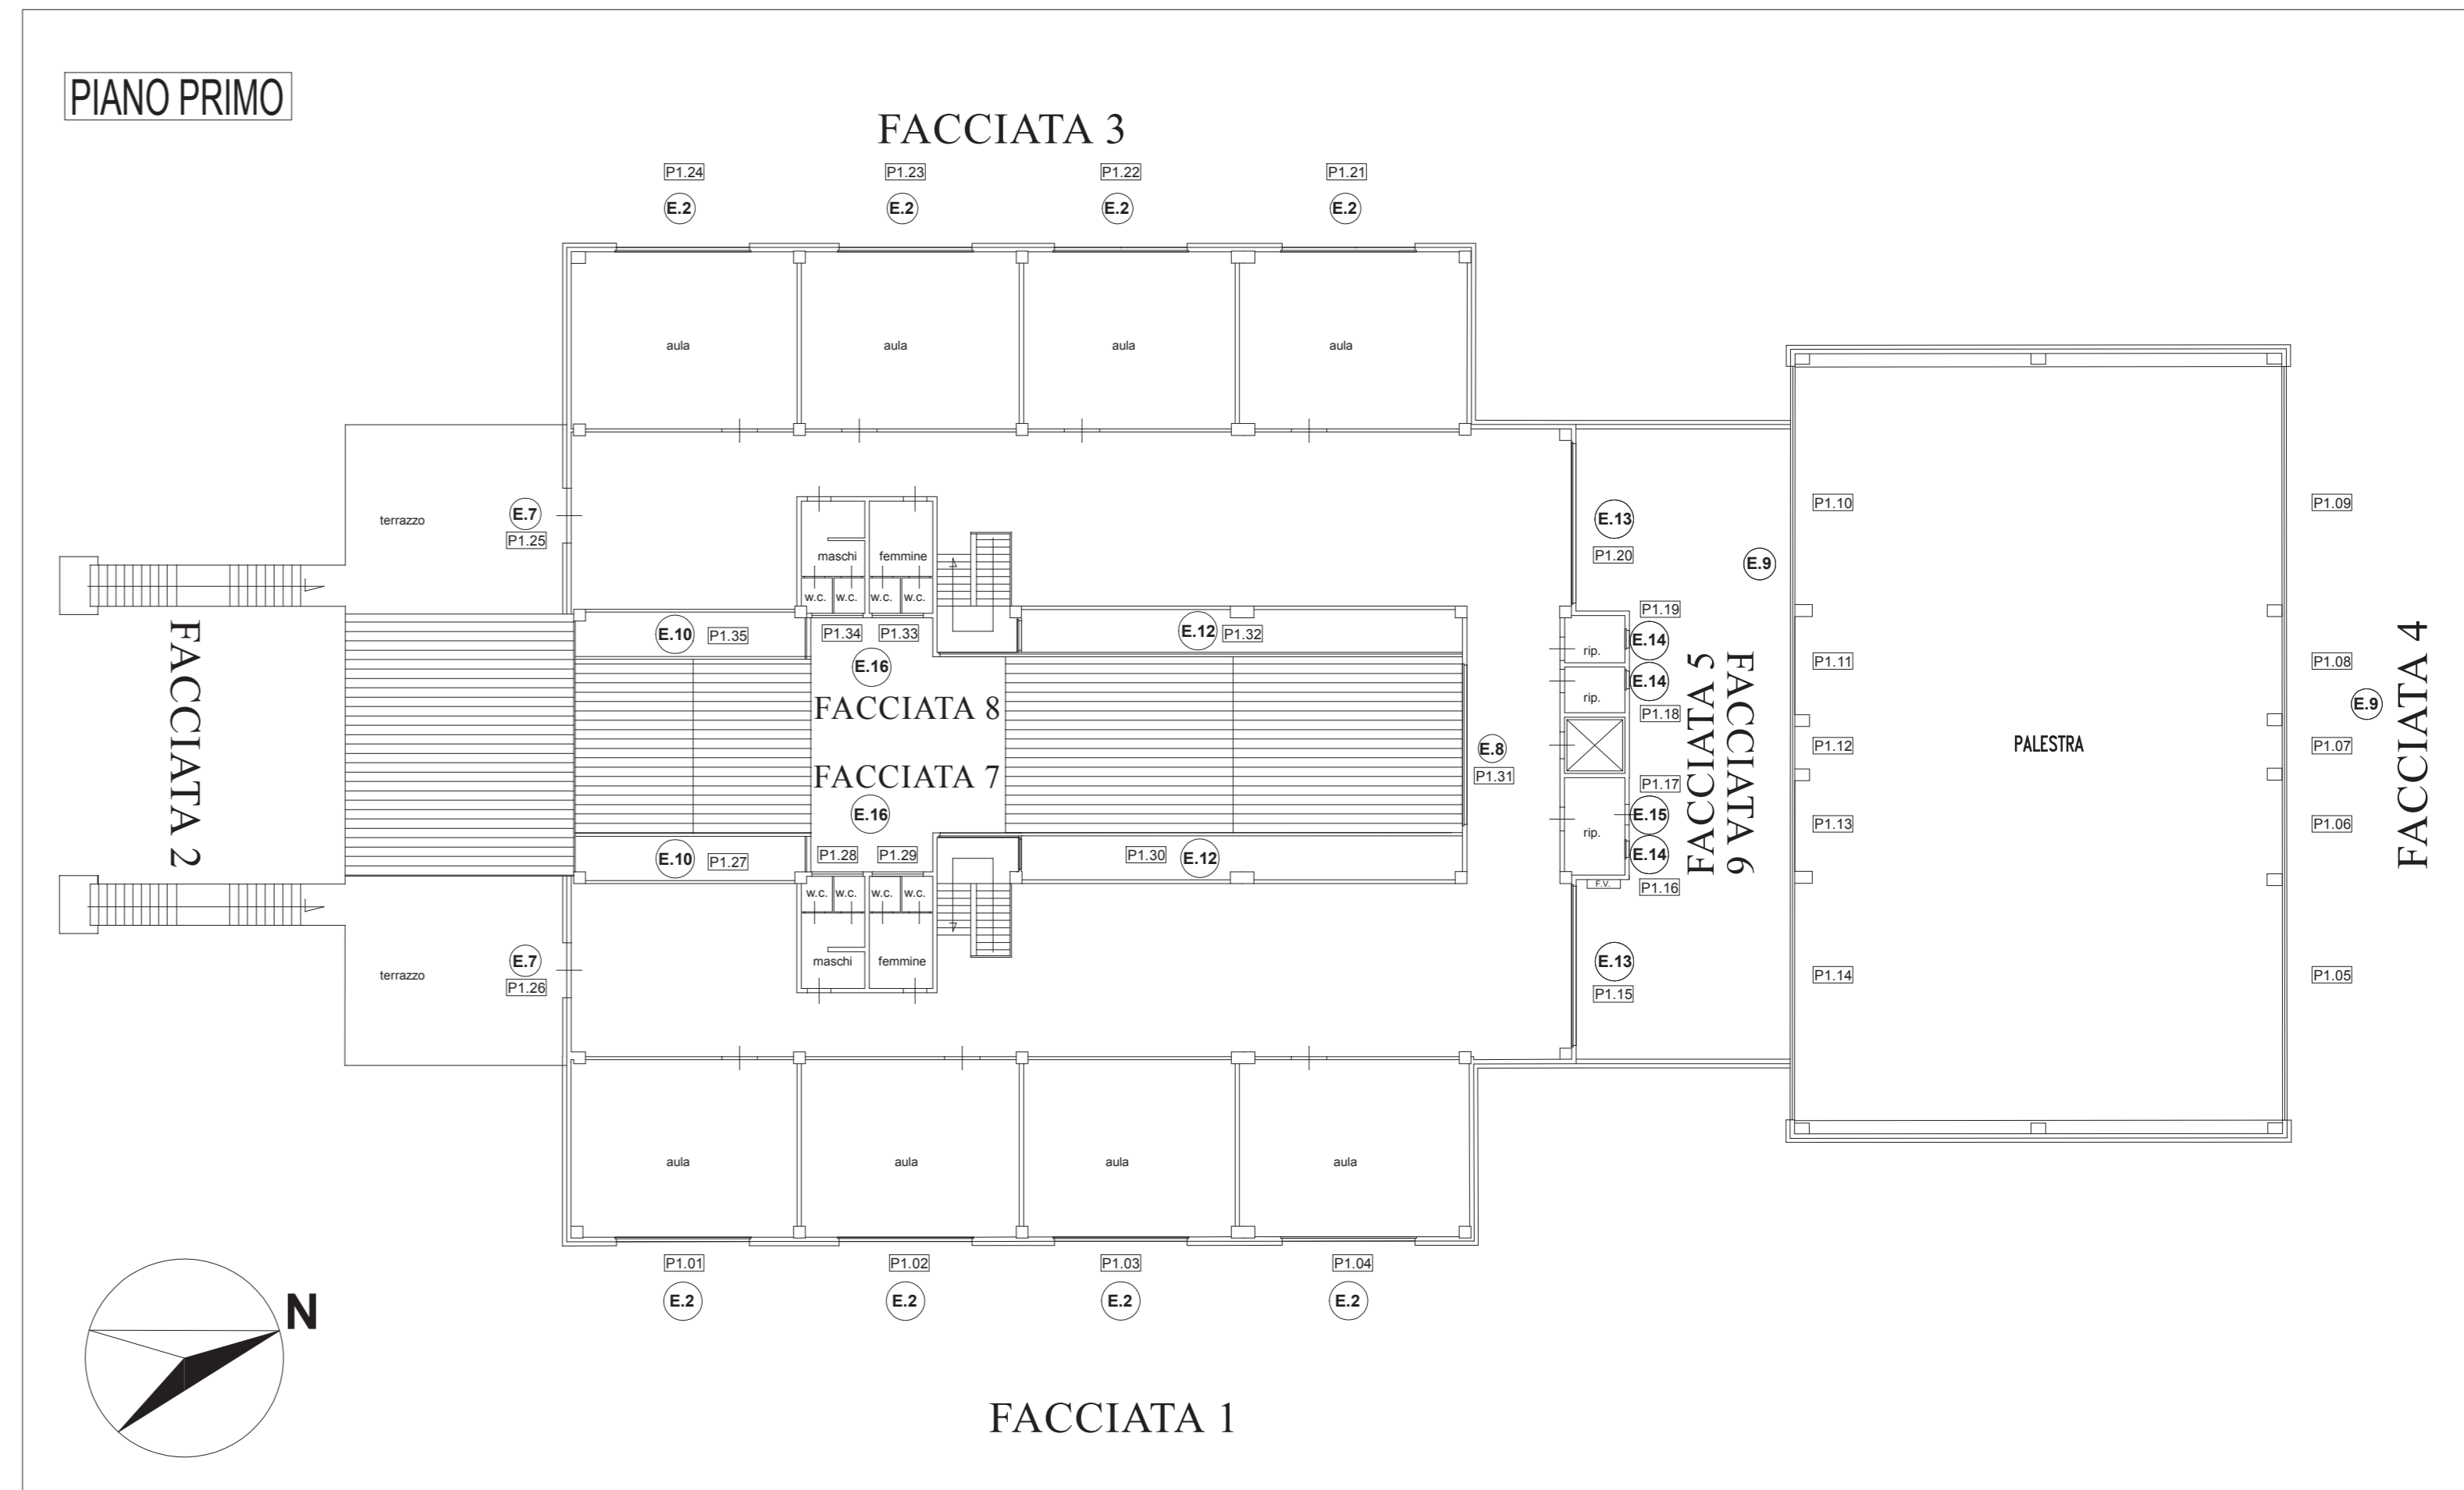 PIANO PRIMO
FACCIATA 3
P1.24 P1.23 P1.22 P1.21
E.2 E.2 E.2 E.2
aula aula aula aula
terrazzo
E.7
P1.25
maschi femmine
w.c. w.c. w.c. w.c.
E.13
P1.20
E.9
P1.10 P1.09
E.10 P1.35
P1.34 P1.33
E.12 P1.32
E.16
P1.19
E.14
rip.
E.14
rip.
P1.18
P1.11 P1.08
FACCIATA 2
FACCIATA 8
FACCIATA 7
E.8
P1.31
FACCIATA 5
FACCIATA 6
P1.12
PALESTRA
P1.07
E.9
FACCIATA 4
E.16
P1.17
E.15
rip.
E.14
P1.16
F.V.
P1.13 P1.06
E.10 P1.27
P1.28 P1.29
P1.30 E.12
w.c. w.c. w.c. w.c.
maschi femmine
terrazzo
E.7
P1.26
E.13
P1.15
P1.14 P1.05
aula aula aula aula
P1.01 P1.02 P1.03 P1.04
E.2 E.2 E.2 E.2
N
FACCIATA 1